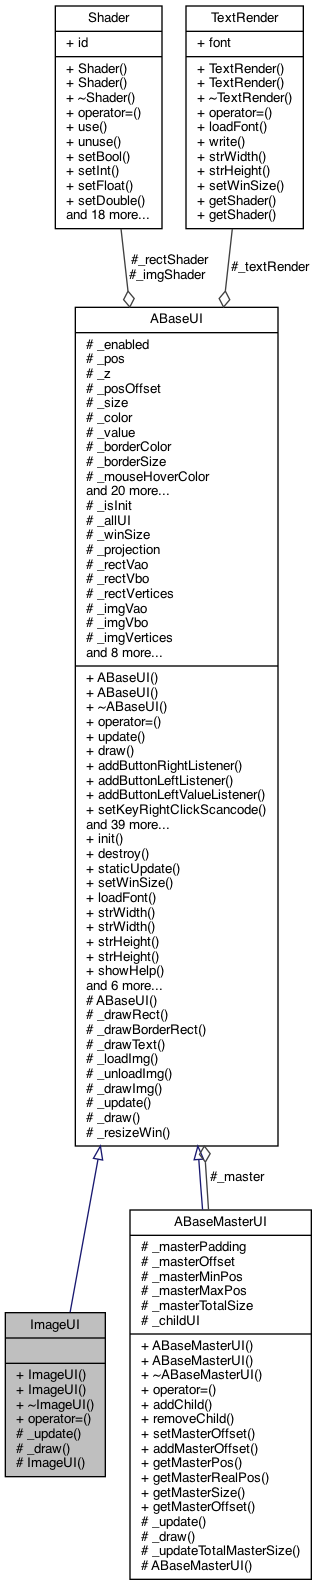 Shader
+ id
+ Shader()
+ Shader()
+ ~Shader()
+ operator=()
+ use()
+ unuse()
+ setBool()
+ setInt()
+ setFloat()
+ setDouble()
and 18 more...
TextRender
+ font
+ TextRender()
+ TextRender()
+ ~TextRender()
+ operator=()
+ loadFont()
+ write()
+ strWidth()
+ strHeight()
+ setWinSize()
+ getShader()
+ getShader()
#_rectShader
#_imgShader
#_textRender
ABaseUI
# _enabled
# _pos
# _z
# _posOffset
# _size
# _color
# _value
# _borderColor
# _borderSize
# _mouseHoverColor
and 20 more...
# _isInit
# _allUI
# _winSize
# _projection
# _rectVao
# _rectVbo
# _rectVertices
# _imgVao
# _imgVbo
# _imgVertices
and 8 more...
+ ABaseUI()
+ ABaseUI()
+ ~ABaseUI()
+ operator=()
+ update()
+ draw()
+ addButtonRightListener()
+ addButtonLeftListener()
+ addButtonLeftValueListener()
+ setKeyRightClickScancode()
and 39 more...
+ init()
+ destroy()
+ staticUpdate()
+ setWinSize()
+ loadFont()
+ strWidth()
+ strWidth()
+ strHeight()
+ strHeight()
+ showHelp()
and 6 more...
# ABaseUI()
# _drawRect()
# _drawBorderRect()
# _drawText()
# _loadImg()
# _unloadImg()
# _drawImg()
# _update()
# _draw()
# _resizeWin()
#_master
ABaseMasterUI
# _masterPadding
# _masterOffset
# _masterMinPos
# _masterMaxPos
# _masterTotalSize
# _childUI
+ ABaseMasterUI()
+ ABaseMasterUI()
+ ~ABaseMasterUI()
+ operator=()
+ addChild()
+ removeChild()
+ setMasterOffset()
+ addMasterOffset()
+ getMasterPos()
+ getMasterRealPos()
+ getMasterSize()
+ getMasterOffset()
# _update()
# _draw()
# _updateTotalMasterSize()
# ABaseMasterUI()
ImageUI
+ ImageUI()
+ ImageUI()
+ ~ImageUI()
+ operator=()
# _update()
# _draw()
# ImageUI()